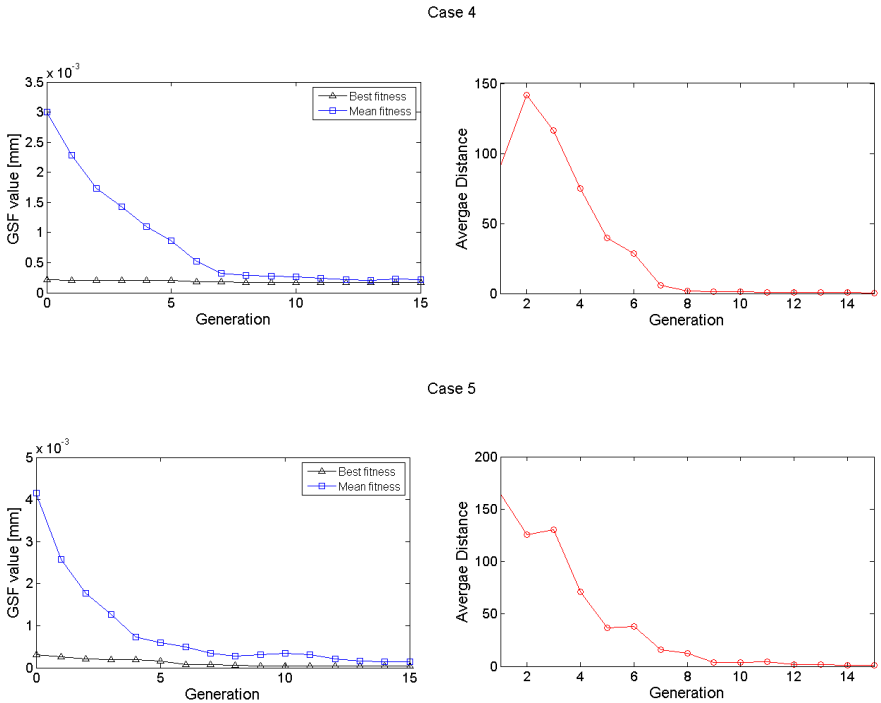 Case 4
x 10^-3
3.5
3
2.5
2
1.5
1
0.5
0
GSF value [mm]
Best fitness
Mean fitness
0 5 10 15
Generation
150
100
50
0
Avergae Distance
2 4 6 8 10 12 14
Generation
Case 5
x 10^-3
5
4
3
2
1
0
GSF value [mm]
Best fitness
Mean fitness
0 5 10 15
Generation
200
150
100
50
0
Avergae Distance
2 4 6 8 10 12 14
Generation